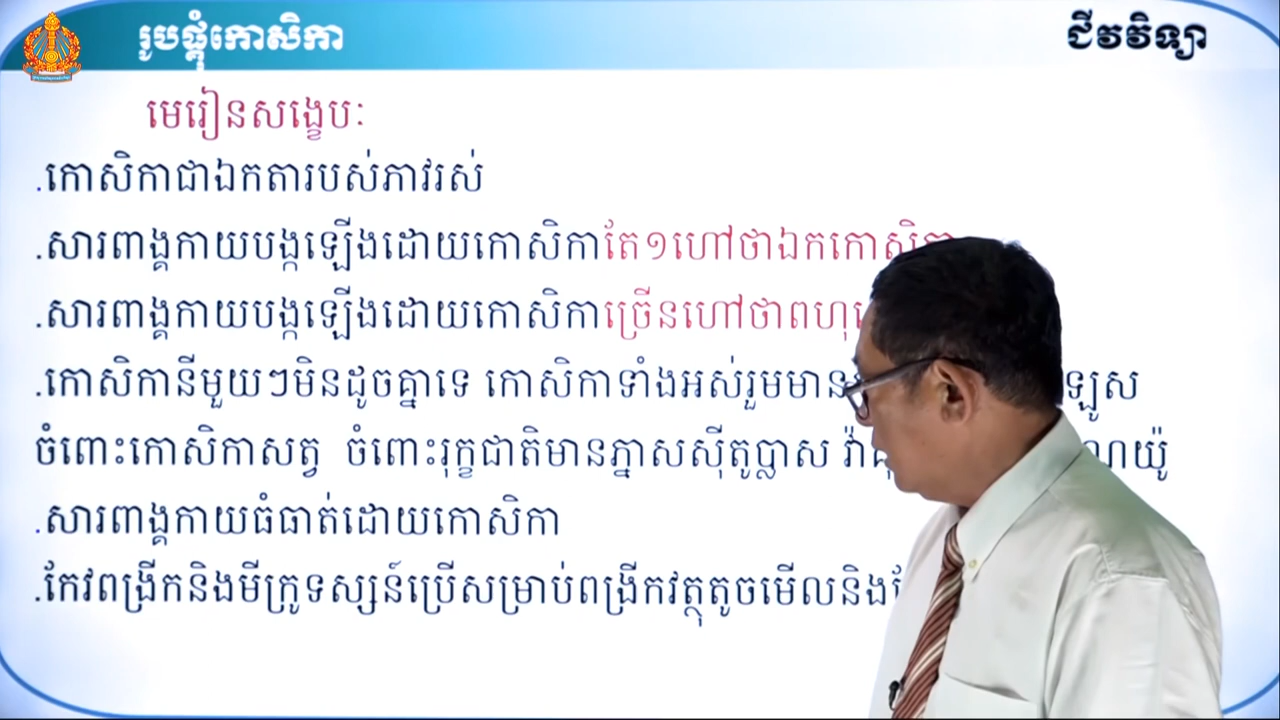 រូបផ្គុំកោសិកា
ជីវវិទ្យា
មេរៀនសង្ខេបៈ
.កោសិកាជាឯកតារបស់ភាវរស់
.សារពាង្គកាយបង្កឡើងដោយកោសិកាតែ១ហៅថាឯកកោសិកា
.សារពាង្គកាយបង្កឡើងដោយកោសិកាច្រើនហៅថាពហុ
.កោសិកានីមួយៗមិនដូចគ្នាទេ កោសិកាទាំងអស់រួមមាន
ចំពោះកោសិកាសត្វ ចំពោះរុក្ខជាតិមានភ្នាសស៊ីតូប្លាស
.សារពាង្គកាយធំធាត់ដោយកោសិកា
.កែវពង្រីកនិងមីក្រូទស្សន៍ប្រើសម្រាប់ពង្រីកវត្ថុតូចមើលនិង